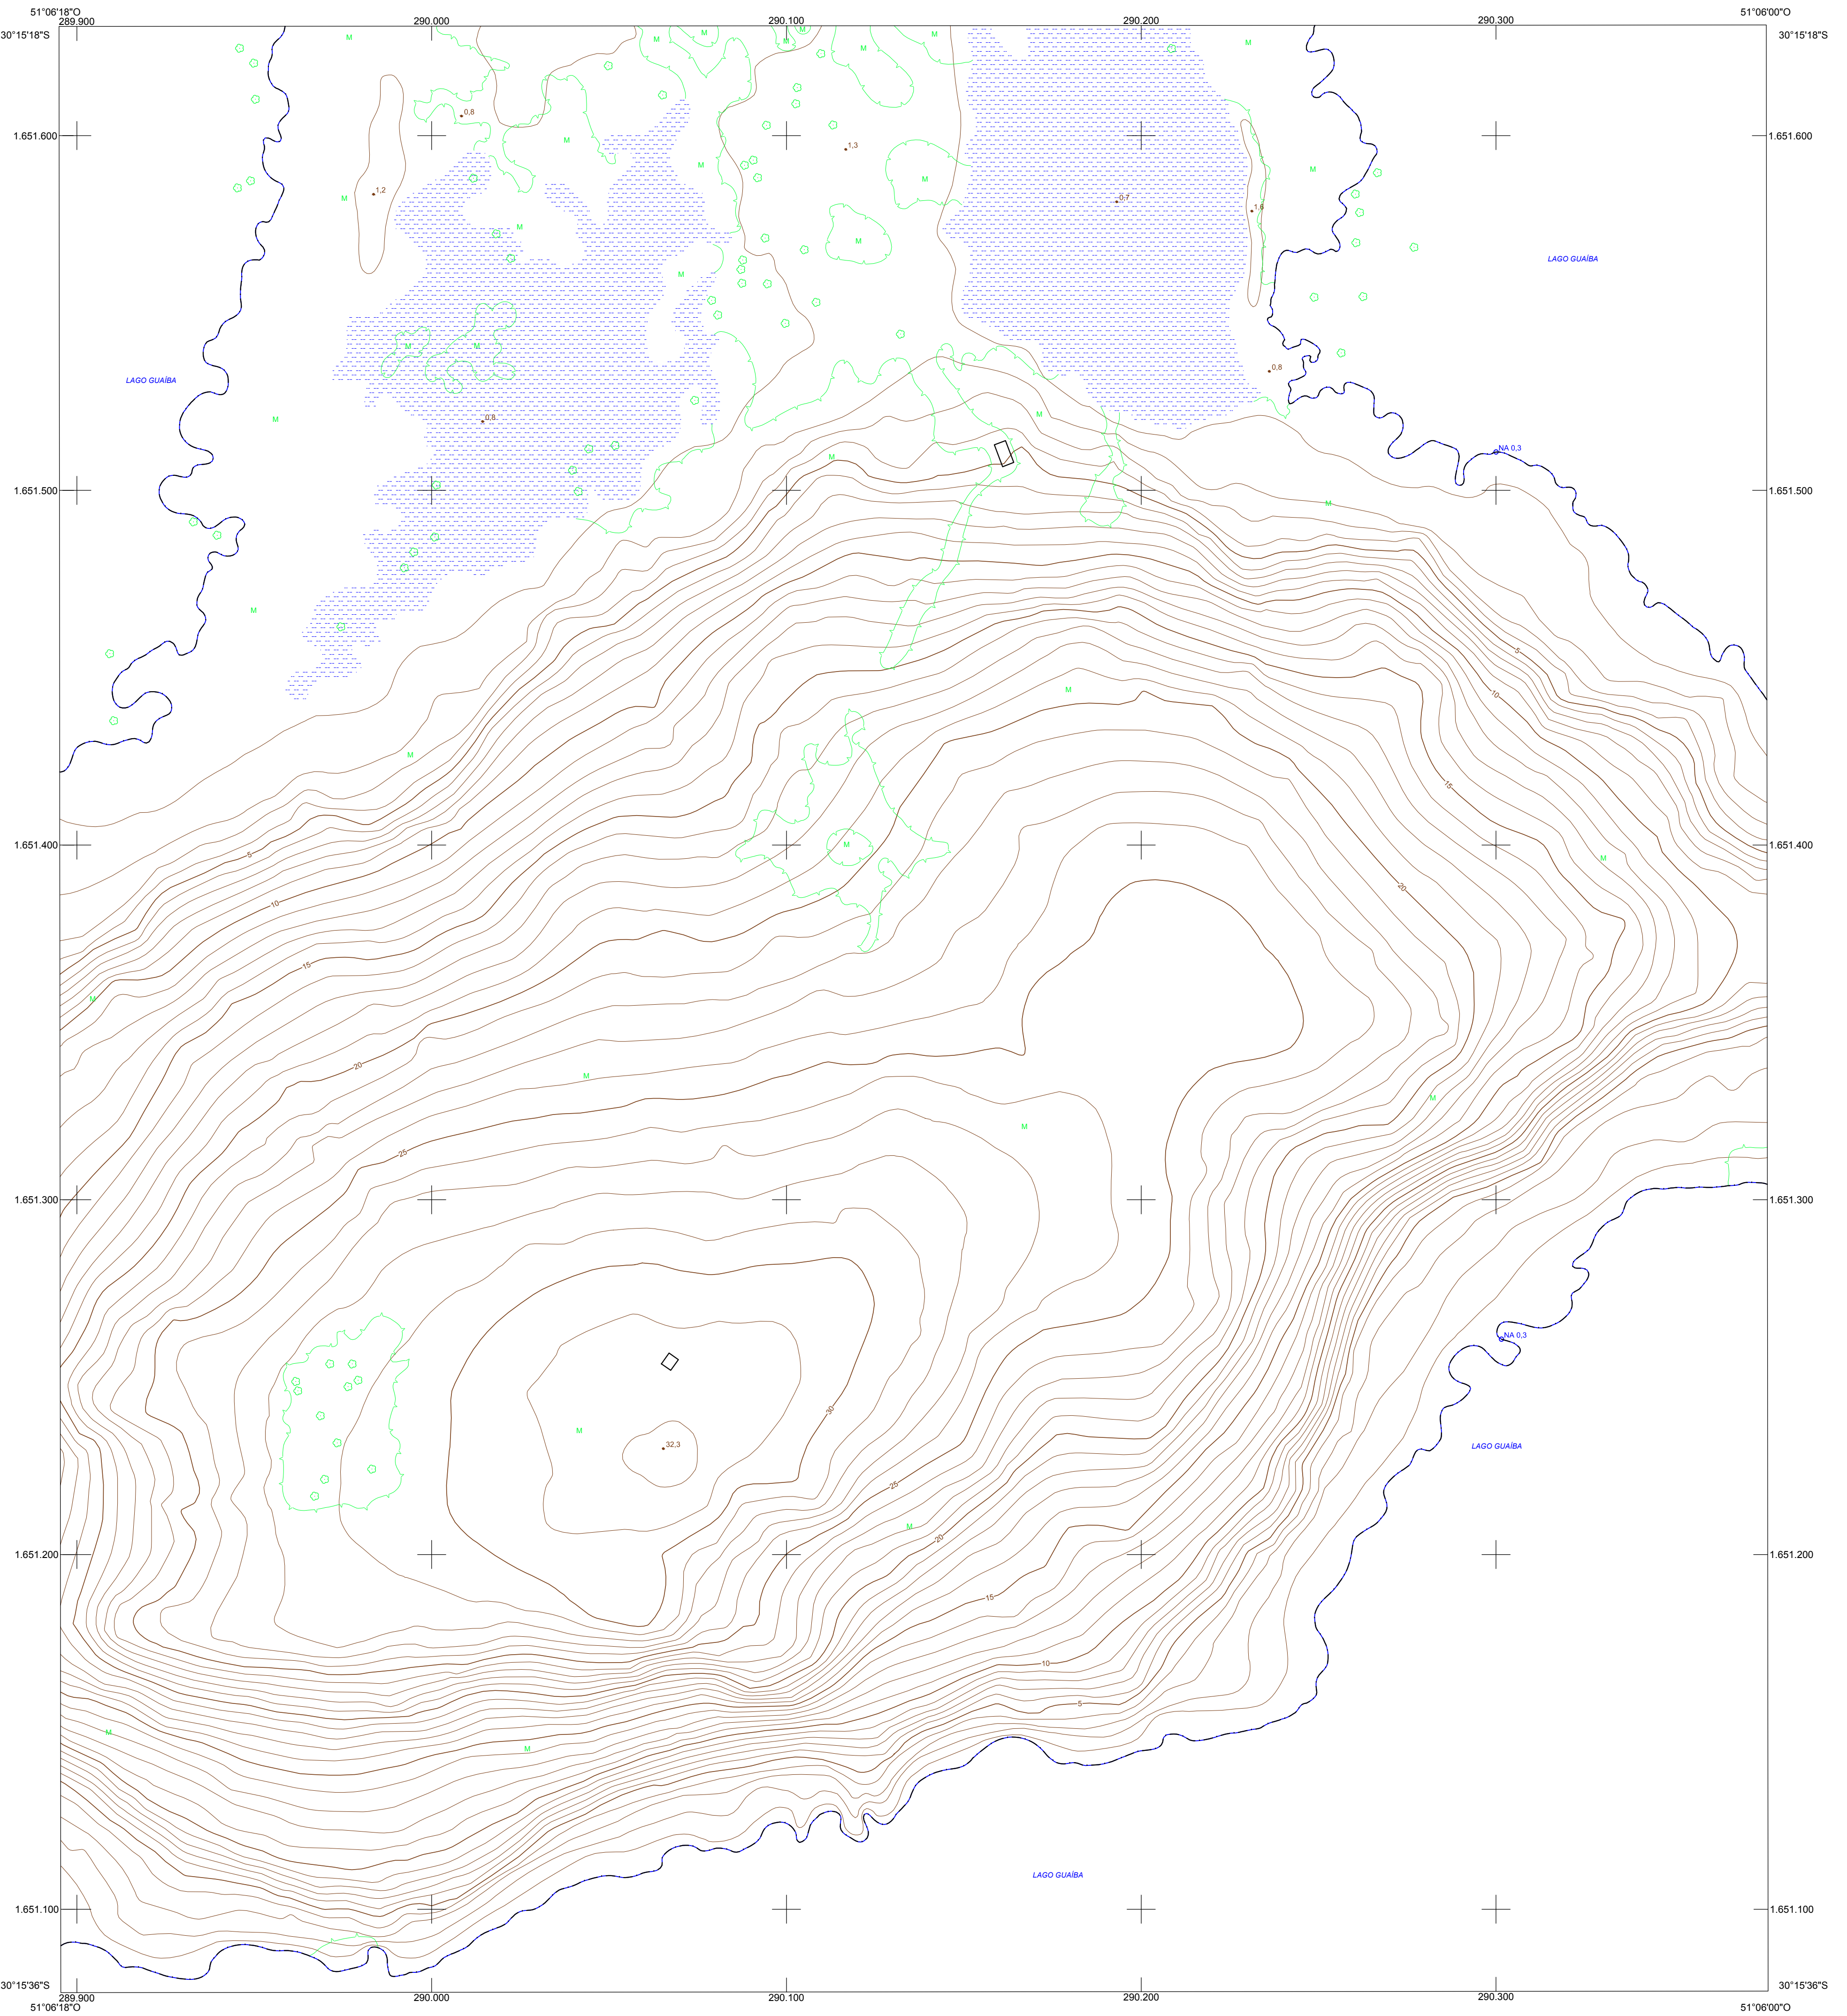 51°06'18"O
51°06'00"O
289.900
290.000
290.100
290.200
290.300
30°15'18"S
30°15'18"S
M
M
M
M
M
M
M
M
0,8
1.651.600
1.651.600
M
1,3
M
M
M
1,2
M
0,7
1.6
M
M
LAGO GUAÍBA
M
M
M
0,8
LAGO GUAÍBA
M
M
0,8
NA 0,3
M
1.651.500
1.651.500
M
M
5
M
10
M
15
M
5
1.651.400
1.651.400
M
20
10
15
M
20
M
M
M
25
1.651.300
1.651.300
NA 0,3
30
M
32,3
LAGO GUAÍBA
25
M
20
1.651.200
1.651.200
15
10
5
M
M
LAGO GUAÍBA
1.651.100
1.651.100
30°15'36"S
30°15'36"S
289.900
290.000
290.100
290.200
290.300
51°06'18"O
51°06'00"O